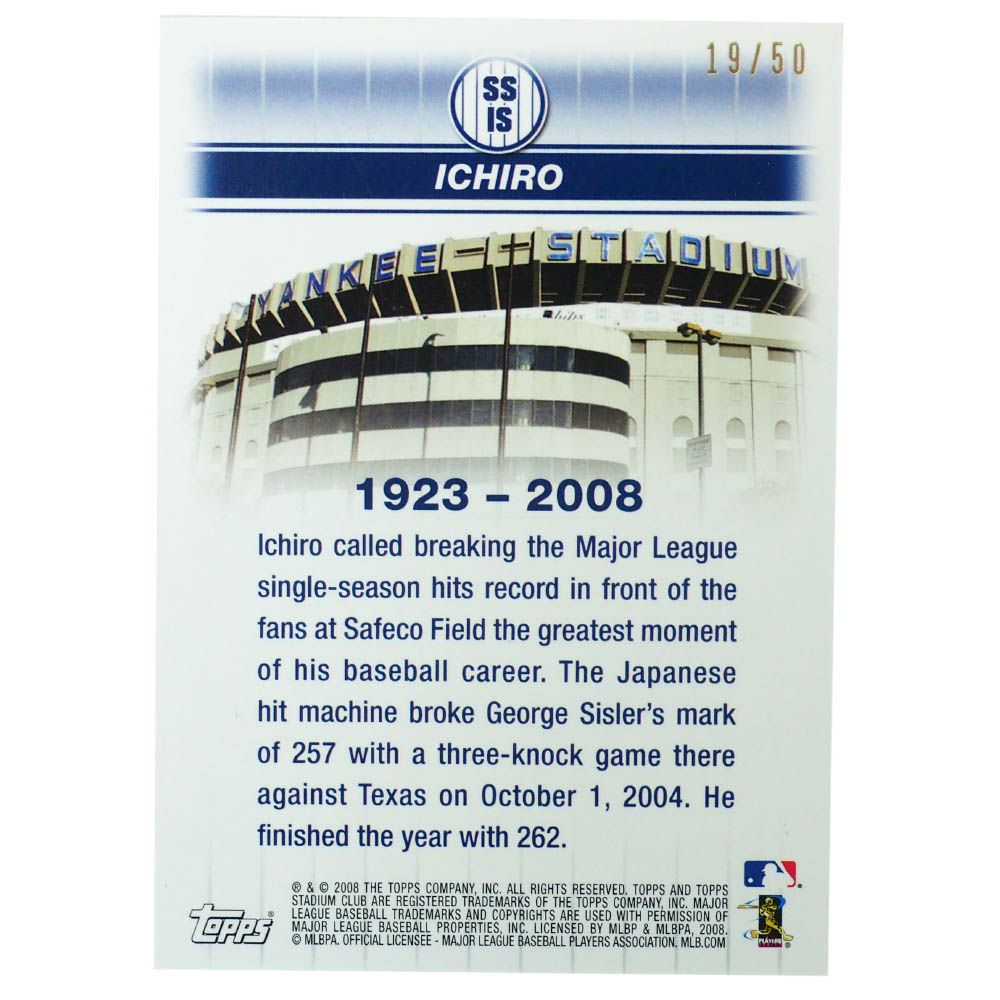 19/50
SS
IS
ICHIRO
YANKEE STADIUM
1923 – 2008
Ichiro called breaking the Major League
single-season hits record in front of the
fans at Safeco Field the greatest moment
of his baseball career. The Japanese
hit machine broke George Sisler's mark
of 257 with a three-knock game there
against Texas on October 1, 2004. He
finished the year with 262.
® & © 2008 THE TOPPS COMPANY, INC. ALL RIGHTS RESERVED. TOPPS AND TOPPS
STADIUM CLUB ARE REGISTERED TRADEMARKS OF THE TOPPS COMPANY, INC. MAJOR
LEAGUE BASEBALL TRADEMARKS AND COPYRIGHTS ARE USED WITH PERMISSION OF
MAJOR LEAGUE BASEBALL PROPERTIES, INC. LICENSED BY MLBP & MLBPA, 2008.
© MLBPA. OFFICIAL LICENSEE - MAJOR LEAGUE BASEBALL PLAYERS ASSOCIATION. MLB.COM
Topps®
PLAYERS